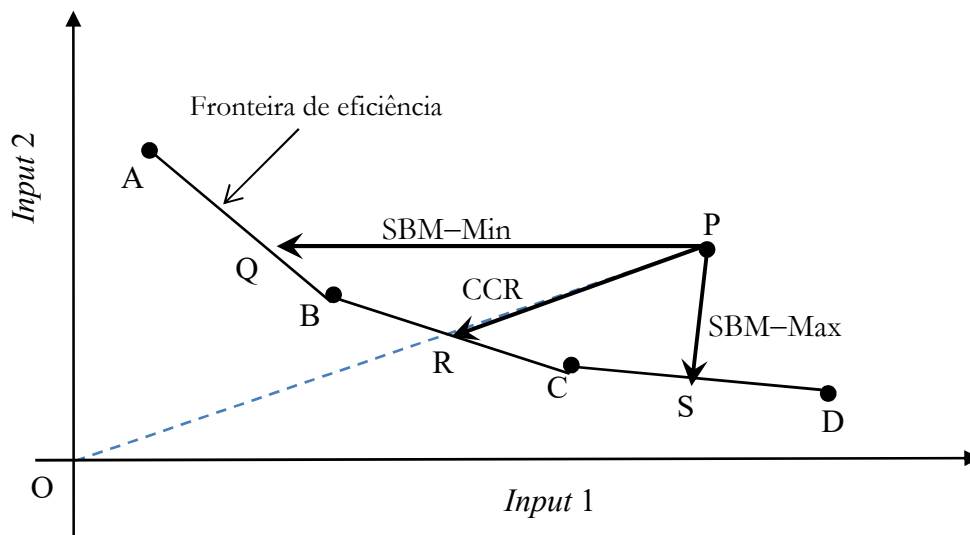 Fronteira de eficiência
Input 2
A
P
SBM–Min
Q
CCR
B
SBM–Max
R
C
S
D
O
Input 1